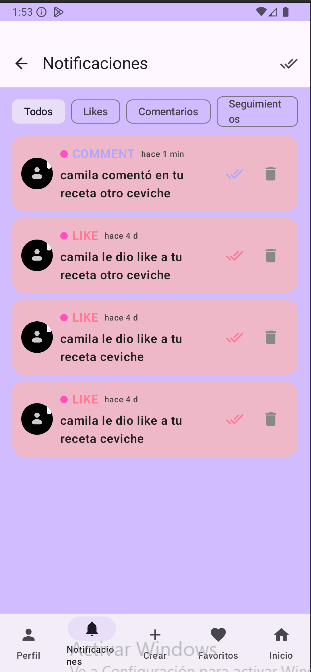 1:53
Notificaciones
Todos
Likes
Comentarios
Seguimient
os
COMMENT hace 1 min
camila comentó en tu
receta otro ceviche
LIKE hace 4 d
camila le dio like a tu
receta otro ceviche
LIKE hace 4 d
camila le dio like a tu
receta ceviche
LIKE hace 4 d
camila le dio like a tu
receta ceviche
Activar Windows
Ve a Configuración para activar Win
Perfil
Notificacio
nes
Crear
Favoritos
Inicio